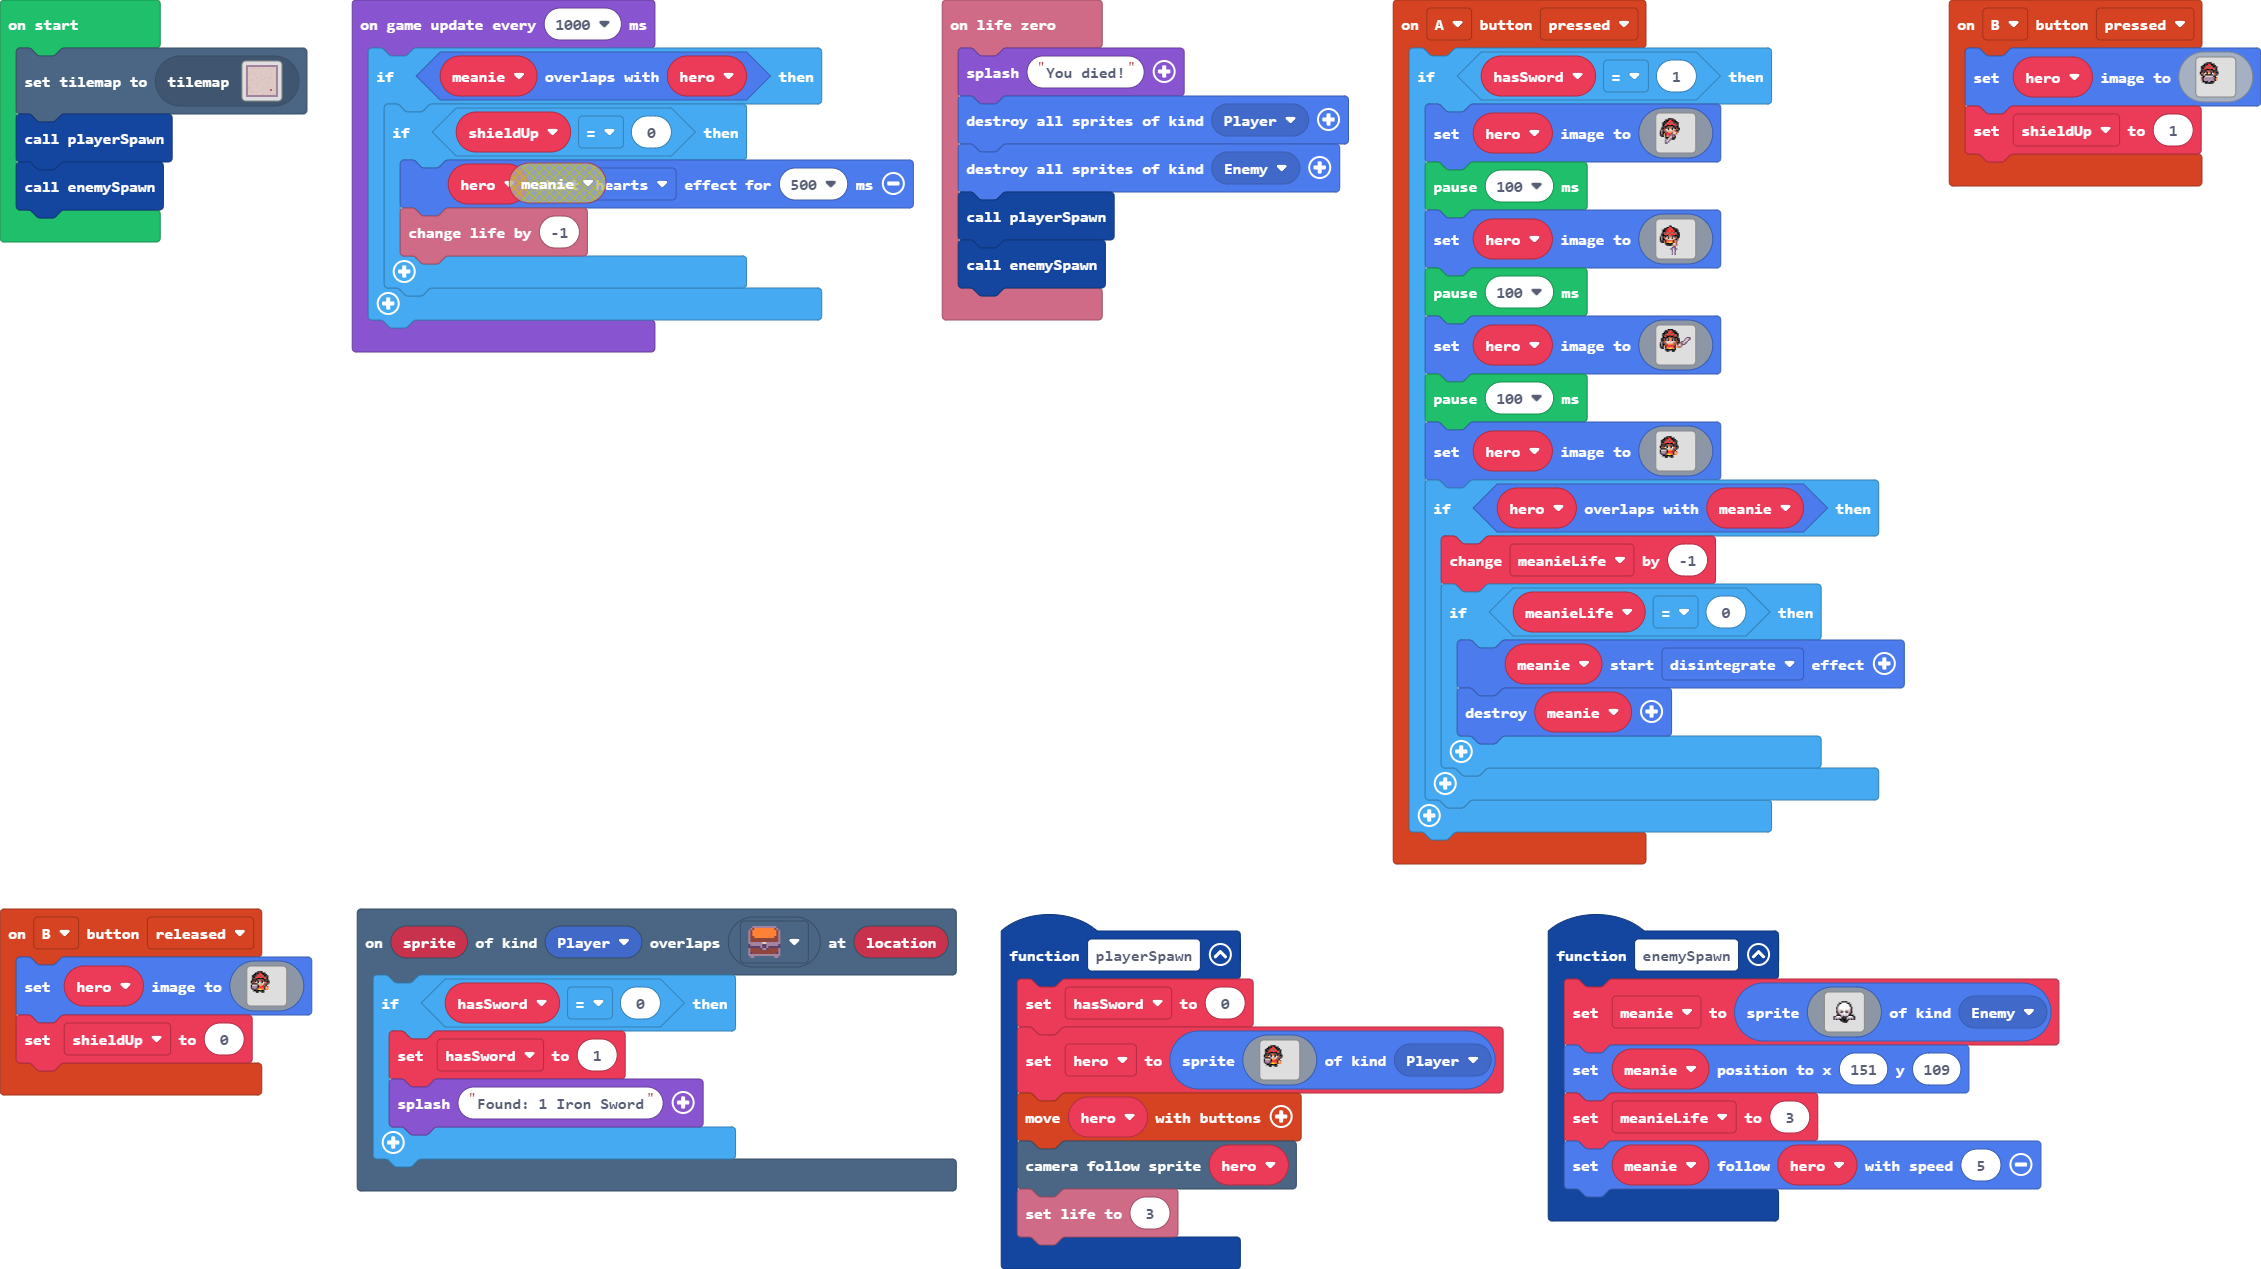 on start
set tilemap to tilemap
call playerSpawn
call enemySpawn
on game update every 1000 ms
if meanie overlaps with hero then
if shieldUp = 0 then
hero meanie hearts effect for 500 ms
change life by -1
on life zero
splash "You died!"
destroy all sprites of kind Player
destroy all sprites of kind Enemy
call playerSpawn
call enemySpawn
on A button pressed
if hasSword = 1 then
set hero image to
pause 100 ms
set hero image to
pause 100 ms
set hero image to
pause 100 ms
set hero image to
if hero overlaps with meanie then
change meanieLife by -1
if meanieLife = 0 then
meanie start disintegrate effect
destroy meanie
on B button pressed
set hero image to
set shieldUp to 1
on B button released
set hero image to
set shieldUp to 0
on sprite of kind Player overlaps at location
if hasSword = 0 then
set hasSword to 1
splash "Found: 1 Iron Sword"
function playerSpawn
set hasSword to 0
set hero to sprite of kind Player
move hero with buttons
camera follow sprite hero
set life to 3
function enemySpawn
set meanie to sprite of kind Enemy
set meanie position to x 151 y 109
set meanieLife to 3
set meanie follow hero with speed 5